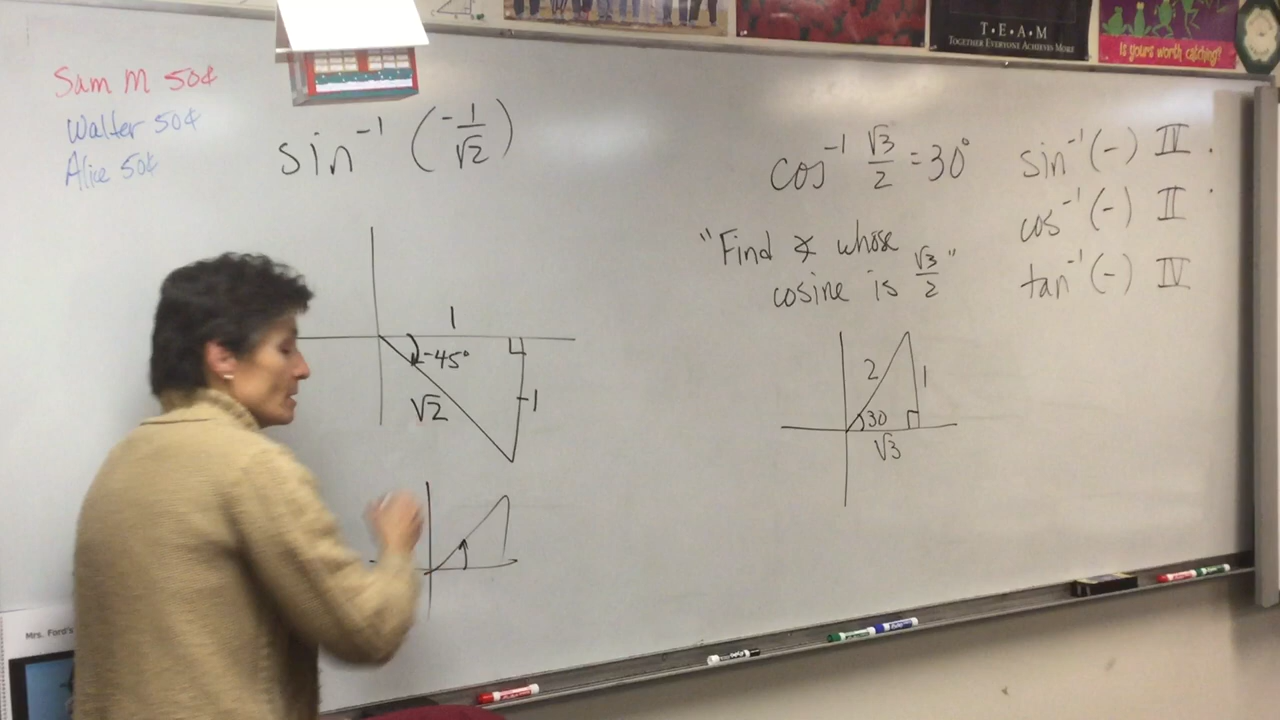 T•E•A•M
TOGETHER EVERYONE ACHIEVES MORE
is yours worth catching?
Sam M 50¢
Walter 50¢
Alice 50¢
sin⁻¹ (-1/√2)
1
-45°
√2
-1
cos⁻¹ √3/2 = 30°
"Find ∡ whose
cosine is √3/2"
2
1
30
√3
sin⁻¹(-) IV.
cos⁻¹(-) II
tan⁻¹(-) IV
Mrs. Ford's